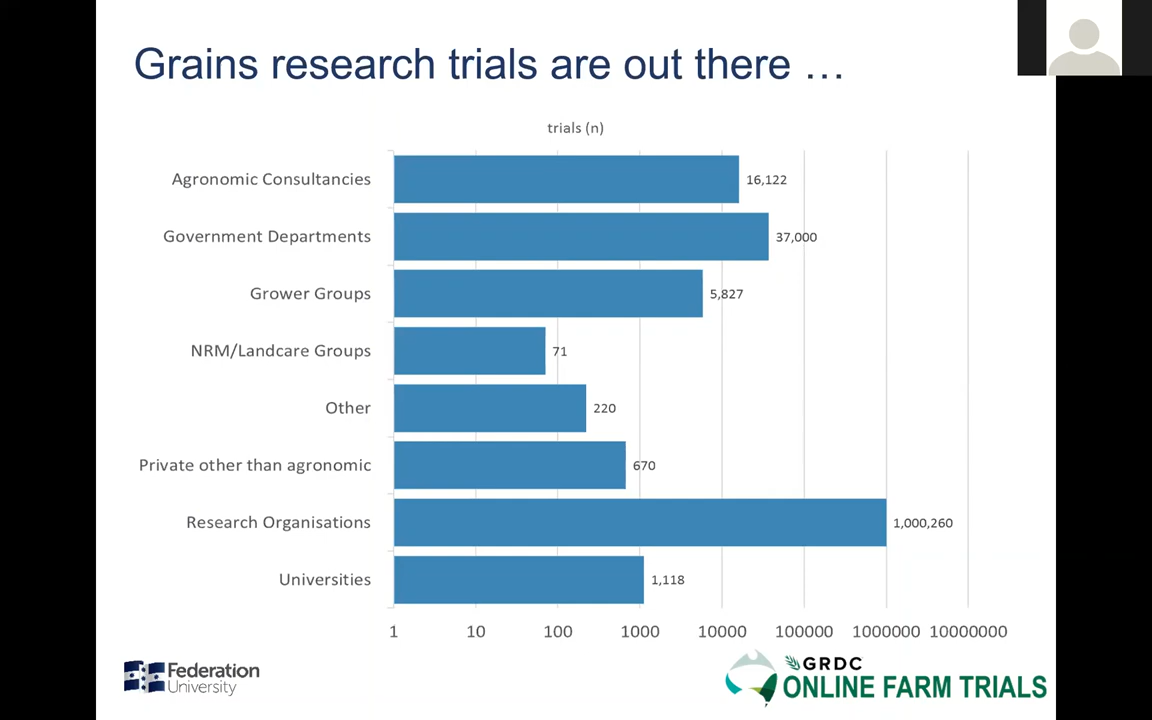 Grains research trials are out there …
trials (n)
Agronomic Consultancies 16,122
Government Departments 37,000
Grower Groups 5,827
NRM/Landcare Groups 71
Other 220
Private other than agronomic 670
Research Organisations 1,000,260
Universities 1,118
1 10 100 1000 10000 100000 1000000 10000000
Federation
University
GRDC
ONLINE FARM TRIALS